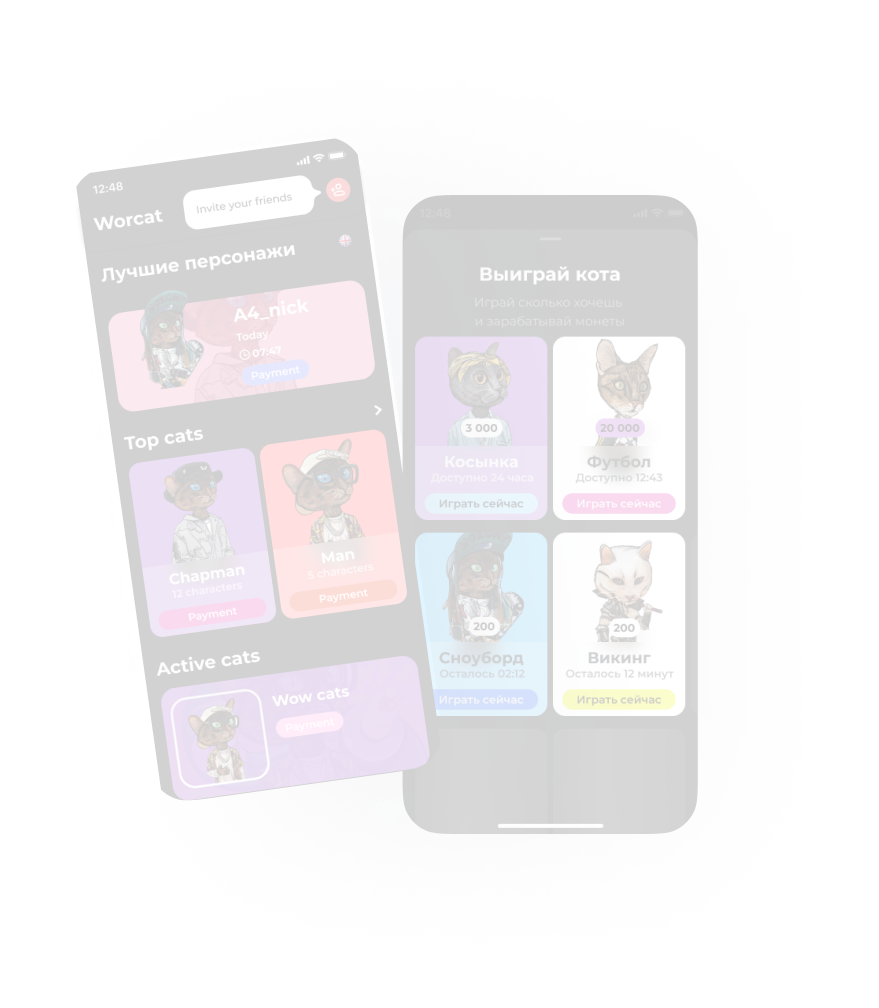 12:48
Worcat
Invite your friends
Лучшие персонажи
A4_nick
Today
07:47
Payment
Top cats
Chapman
12 characters
Payment
Man
5 characters
Payment
Active cats
Wow cats
Payment
12:48
Выиграй кота
Играй сколько хочешь
и зарабатывай монеты
3 000
Косынка
Доступно 24 часа
Играть сейчас
20 000
Футбол
Доступно 12:43
Играть сейчас
200
Сноуборд
Осталось 02:12
Играть сейчас
200
Викинг
Осталось 12 минут
Играть сейчас